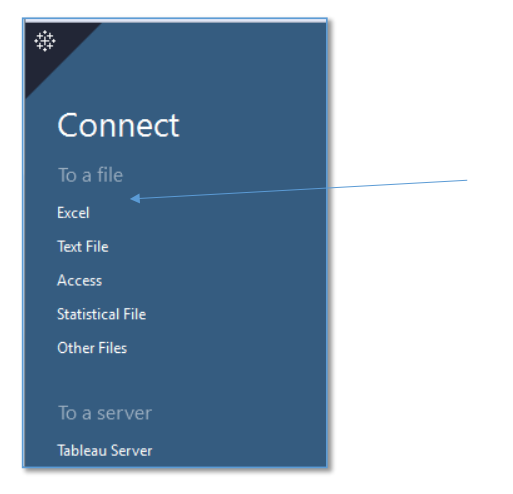 Connect
To a file
Excel
Text File
Access
Statistical File
Other Files
To a server
Tableau Server